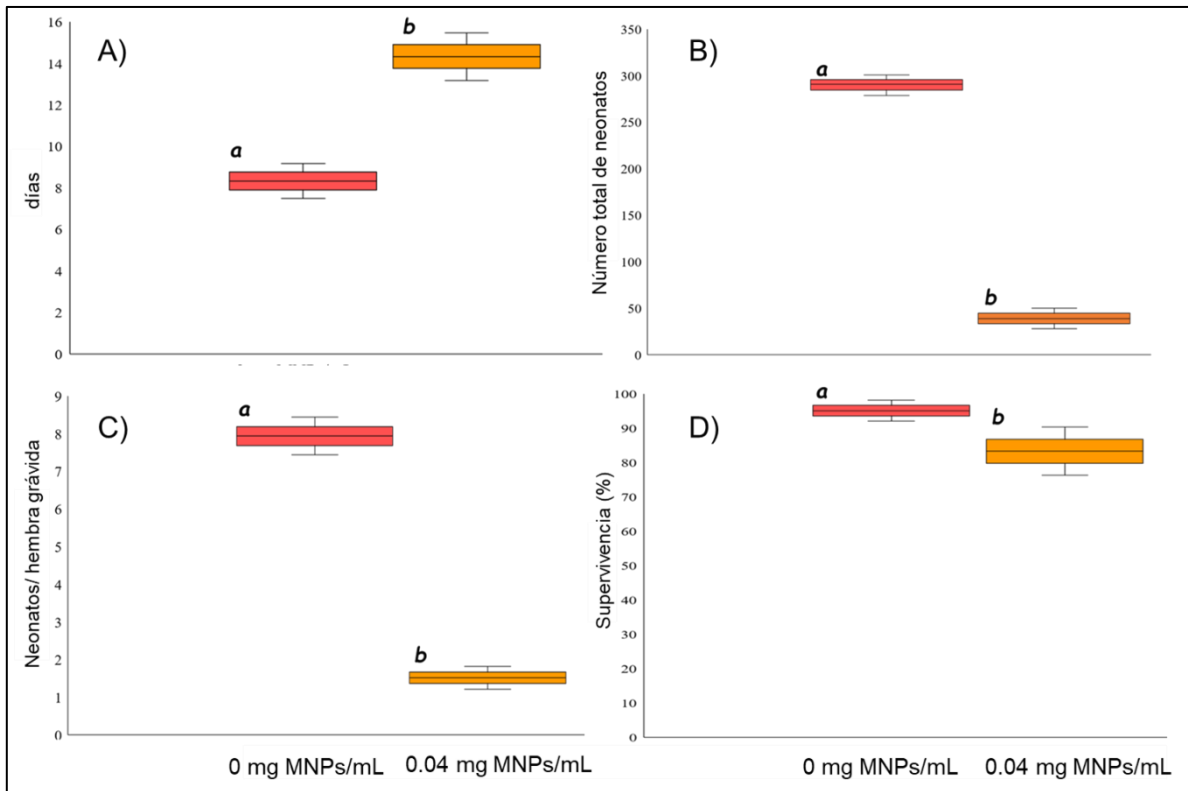 A)
días
16
14
12
10
8
6
4
2
0
a
b
B)
Número total de neonatos
350
300
250
200
150
100
50
0
a
b
C)
Neonatos/ hembra grávida
9
8
7
6
5
4
3
2
1
0
a
b
0 mg MNPs/mL
0.04 mg MNPs/mL
D)
Supervivencia (%)
100
90
80
70
60
50
40
30
20
10
0
a
b
0 mg MNPs/mL
0.04 mg MNPs/mL